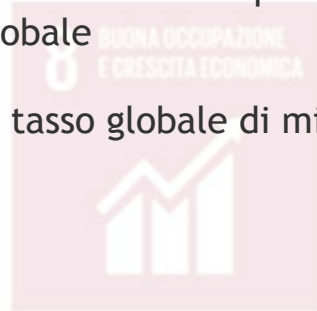 obale
8 BUONA OCCUPAZIONE
E CRESCITA ECONOMICA
tasso globale di mi